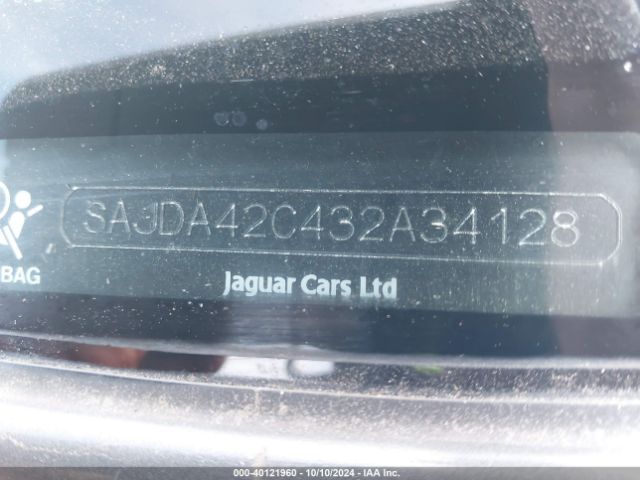 SAJDA42C432A34128
BAG
Jaguar Cars Ltd
000-40121960 - 10/10/2024 - IAA Inc.